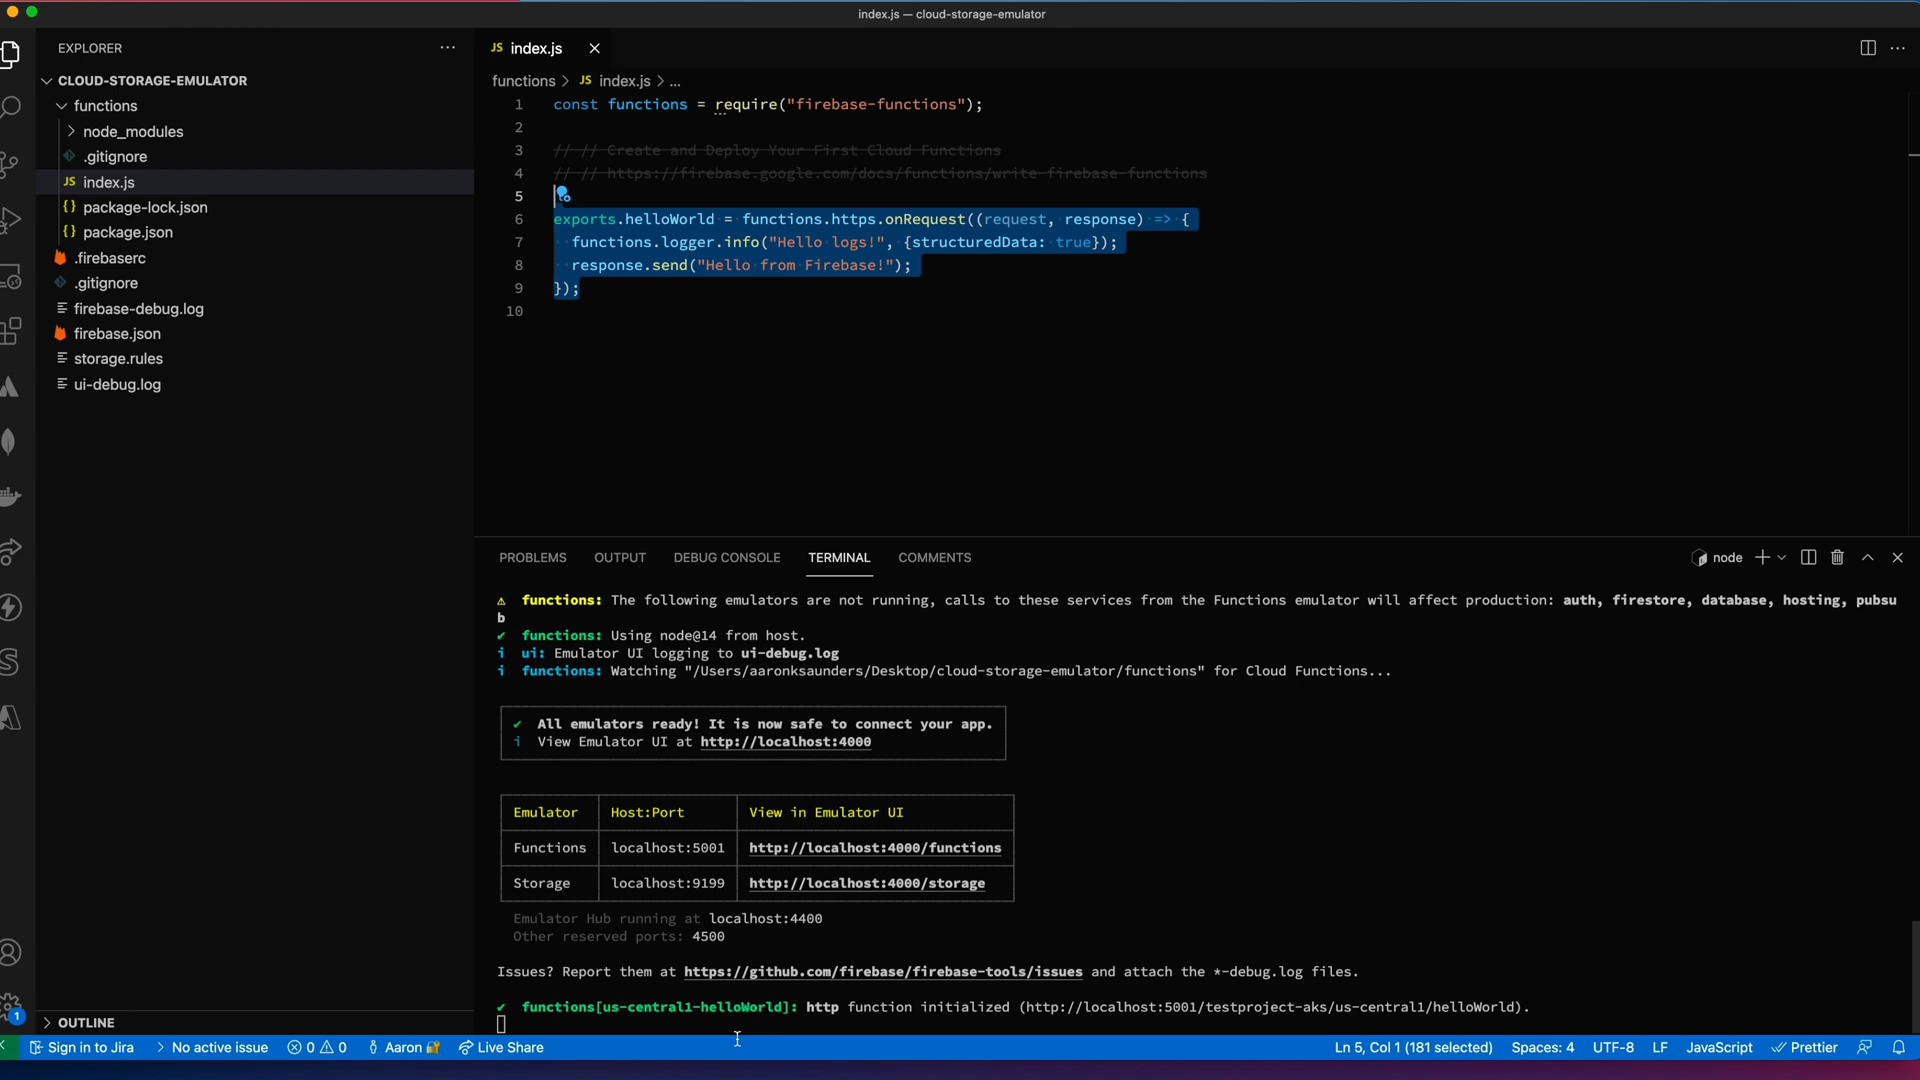 index.js — cloud-storage-emulator
EXPLORER
CLOUD-STORAGE-EMULATOR
functions
node_modules
.gitignore
JS index.js
{} package-lock.json
{} package.json
.firebaserc
.gitignore
firebase-debug.log
firebase.json
storage.rules
ui-debug.log
OUTLINE
JS index.js
functions > JS index.js > ...
1 const functions = require("firebase-functions");
2
3 // // Create and Deploy Your First Cloud Functions
4 // // https://firebase.google.com/docs/functions/write-firebase-functions
5
6 exports.helloWorld = functions.https.onRequest((request, response) => {
7 functions.logger.info("Hello logs!", {structuredData: true});
8 response.send("Hello from Firebase!");
9 });
10
PROBLEMS OUTPUT DEBUG CONSOLE TERMINAL COMMENTS
node
⚠ functions: The following emulators are not running, calls to these services from the Functions emulator will affect production: auth, firestore, database, hosting, pubsu
b
✔ functions: Using node@14 from host.
i ui: Emulator UI logging to ui-debug.log
i functions: Watching "/Users/aaronksaunders/Desktop/cloud-storage-emulator/functions" for Cloud Functions...
✔ All emulators ready! It is now safe to connect your app.
i View Emulator UI at http://localhost:4000
Emulator Host:Port View in Emulator UI
Functions localhost:5001 http://localhost:4000/functions
Storage localhost:9199 http://localhost:4000/storage
Emulator Hub running at localhost:4400
Other reserved ports: 4500
Issues? Report them at https://github.com/firebase/firebase-tools/issues and attach the *-debug.log files.
✔ functions[us-central1-helloWorld]: http function initialized (http://localhost:5001/testproject-aks/us-central1/helloWorld).
1
Sign in to Jira No active issue 0 0 Aaron Live Share
Ln 5, Col 1 (181 selected) Spaces: 4 UTF-8 LF JavaScript Prettier